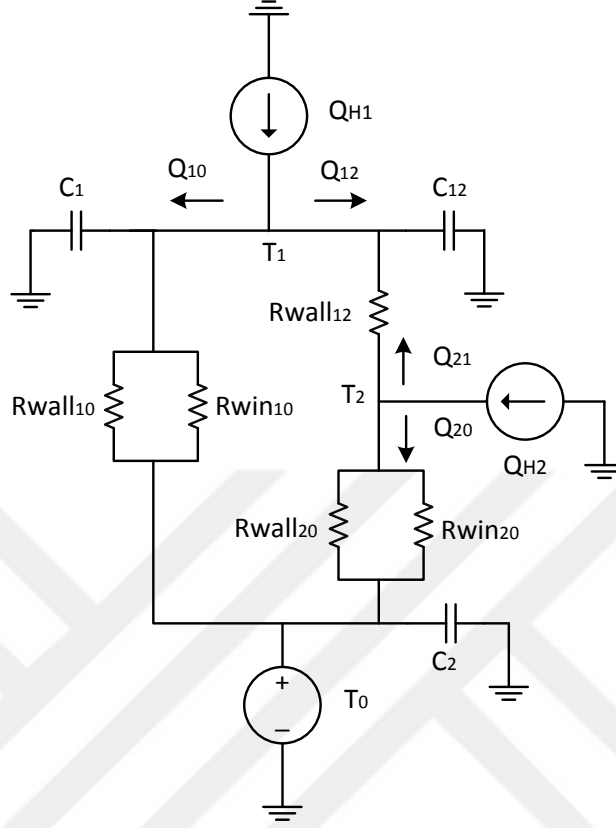 QH1
Q10 Q12
C1 C12
T1
Rwall12
Q21
T2
Rwall10 Rwin10
Q20
QH2
Rwall20 Rwin20
C2
+
T0
−